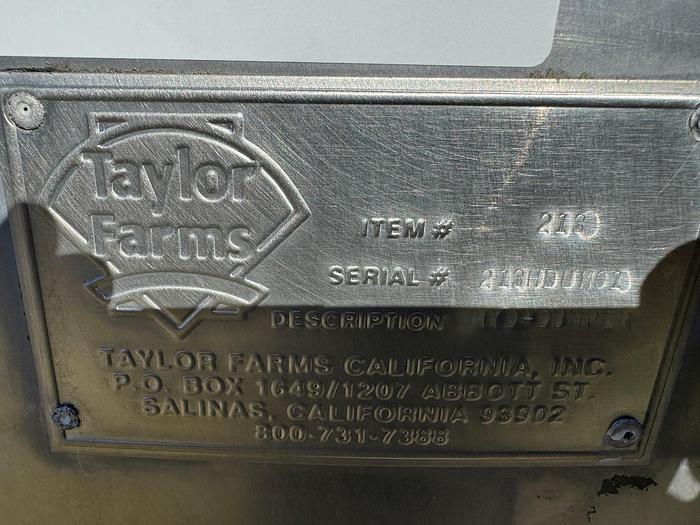 Taylor
Farms
ITEM #
SERIAL #
DESCRIPTION
TAYLOR FARMS CALIFORNIA, INC.
P.O. BOX 1649/1207 ABBOTT ST.
SALINAS, CALIFORNIA 93902
800-731-7388